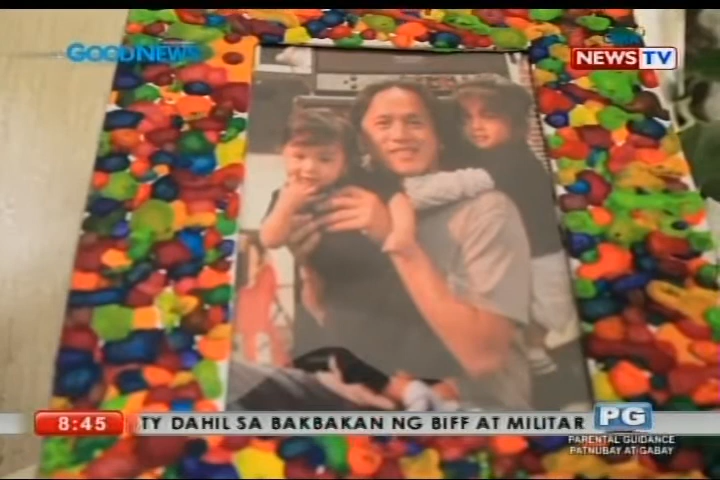 GOODNEWS
NEWS TV
8:45 TY DAHIL SA BAKBAKAN NG BIFF AT MILITAR
PG
PARENTAL GUIDANCE
PATNUBAY AT GABAY